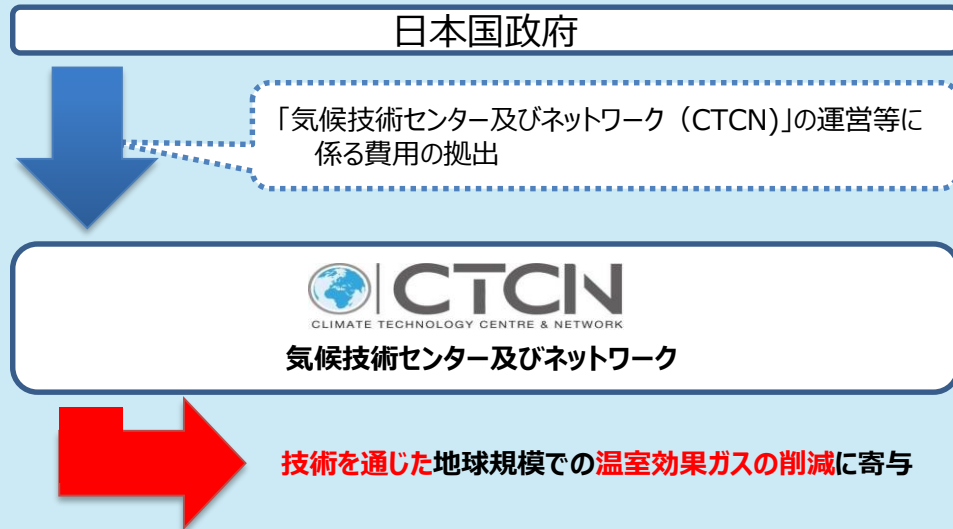 日本国政府
「気候技術センター及びネットワーク（CTCN)」の運営等に
係る費用の拠出
CTCN
CLIMATE TECHNOLOGY CENTRE & NETWORK
気候技術センター及びネットワーク
技術を通じた地球規模での温室効果ガスの削減に寄与